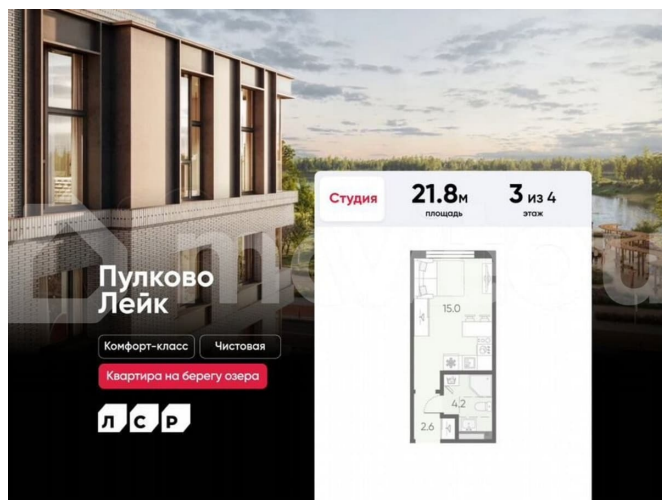 Пулково
Лейк
Комфорт-класс
Чистовая
Квартира на берегу озера
ЛСР
Студия
21.8м
площадь
3 из 4
этаж
15.0
4.2
2.6